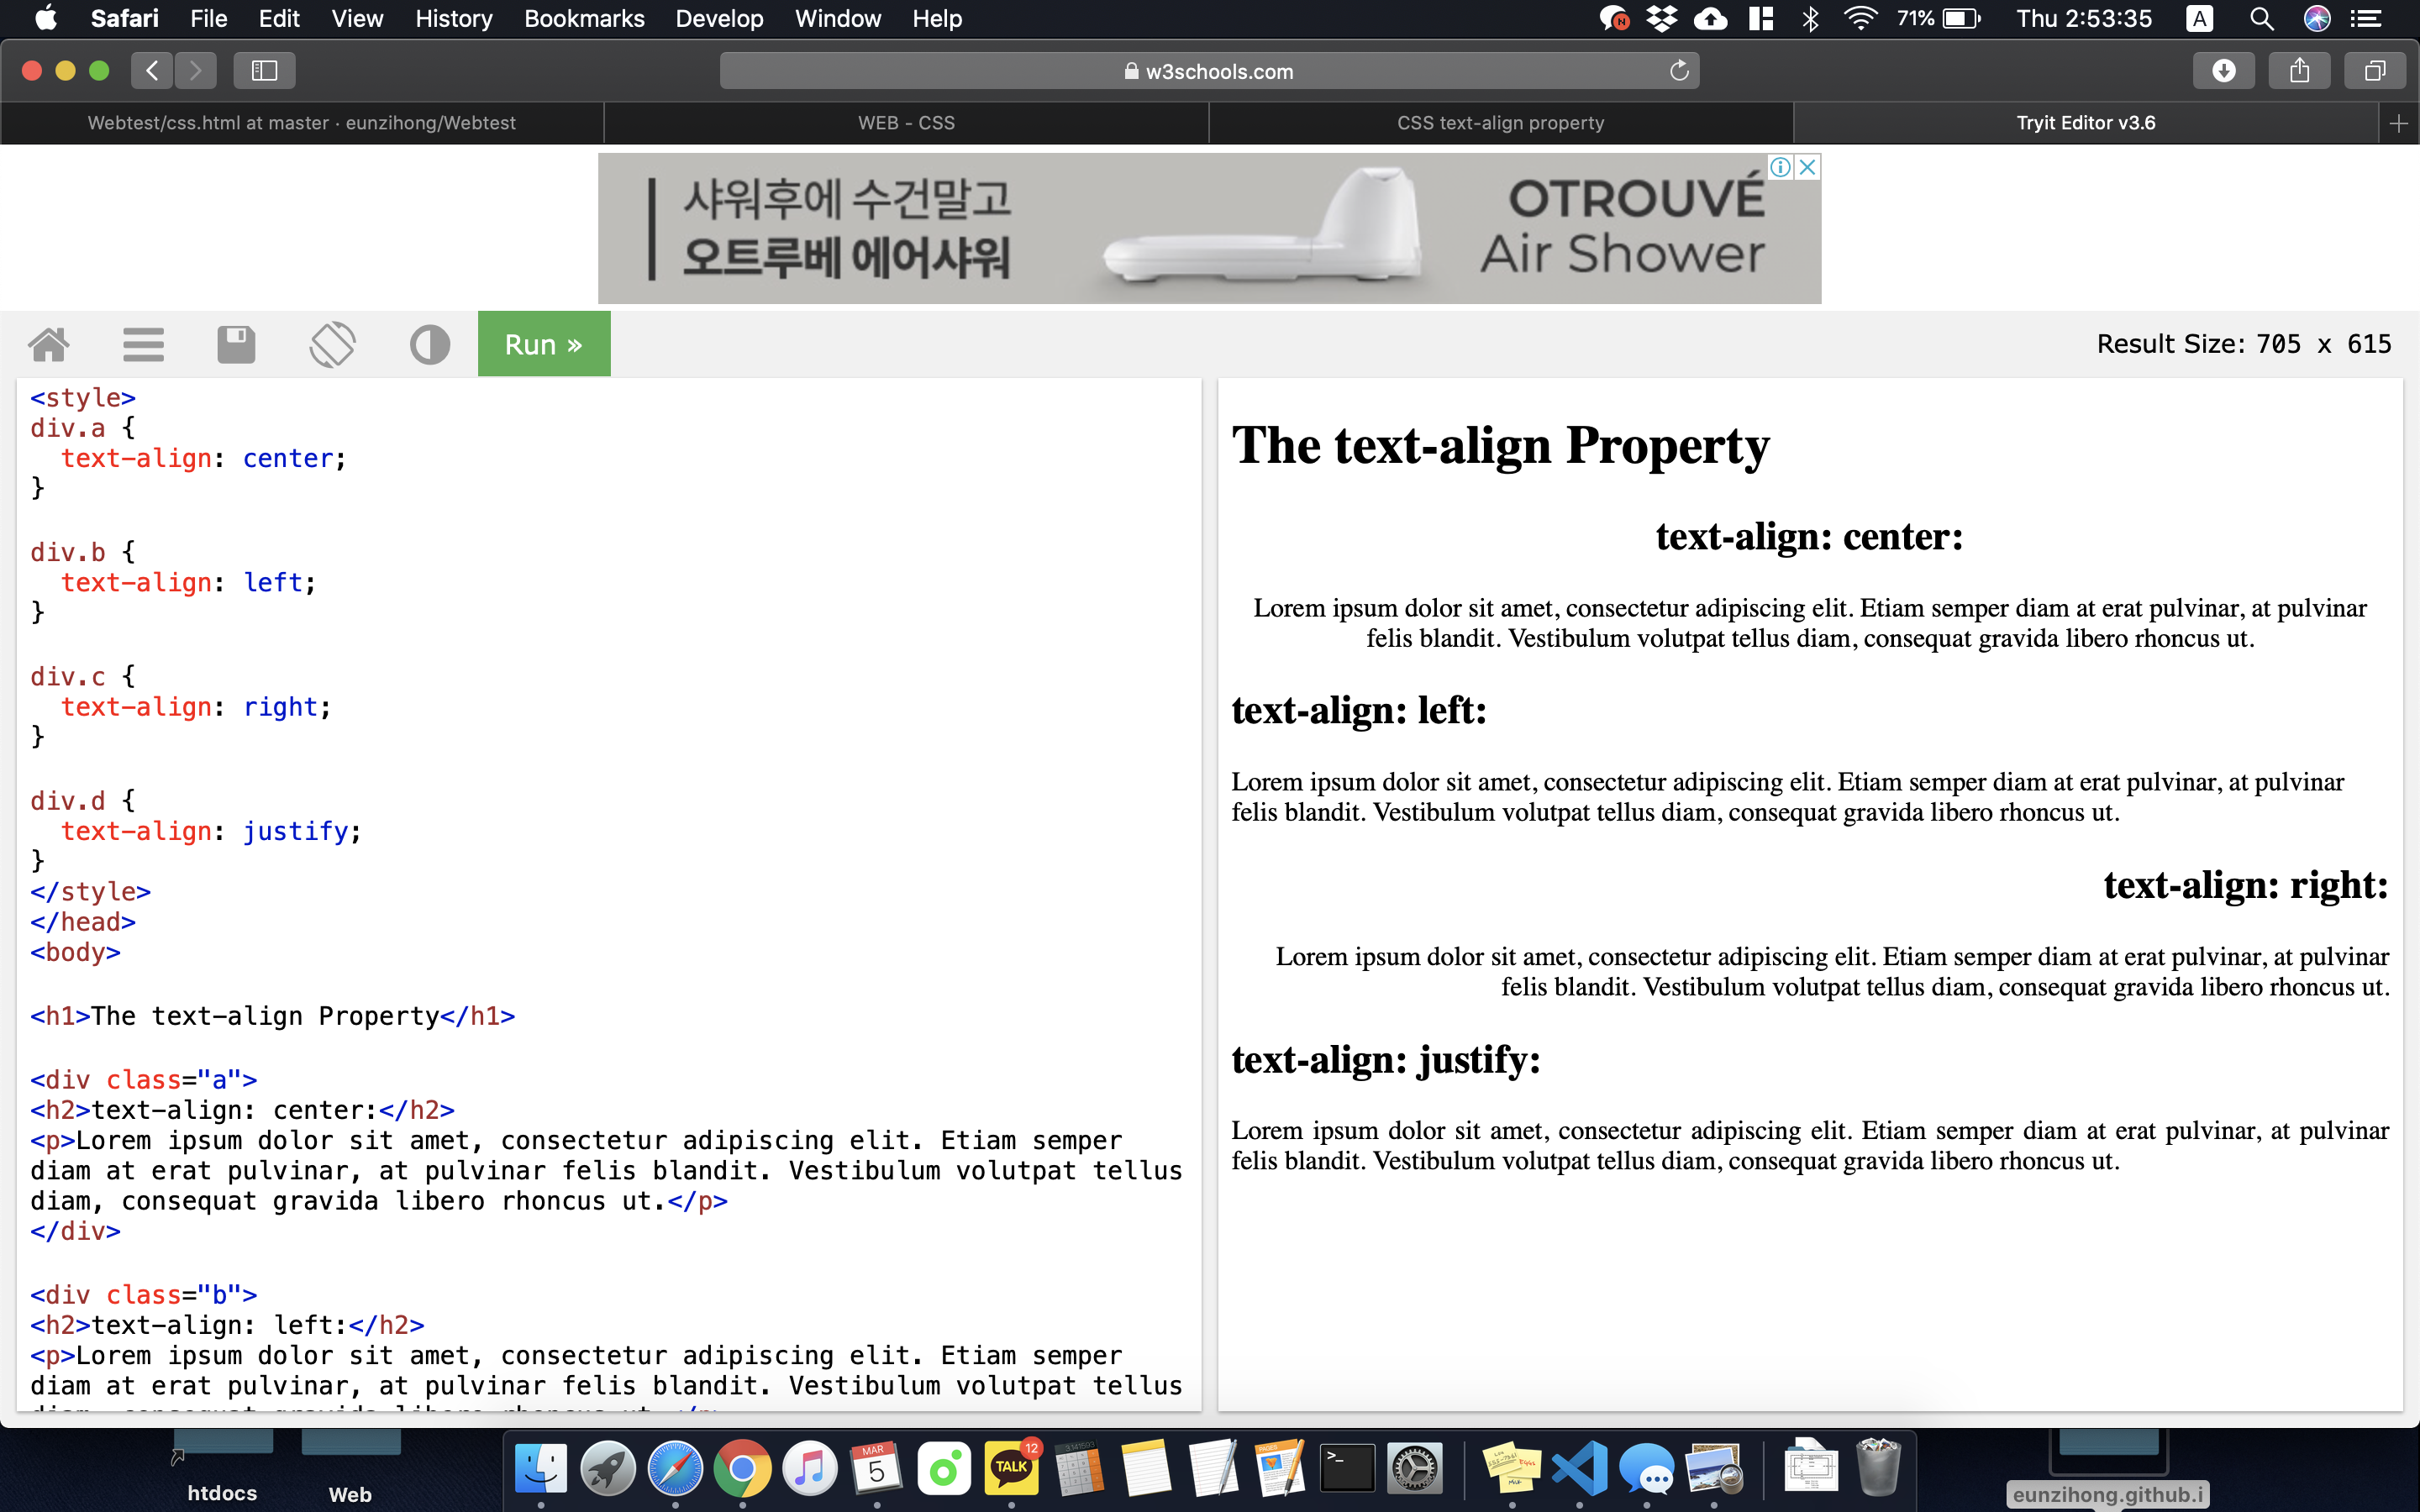 Safari File Edit View History Bookmarks Develop Window Help
71% Thu 2:53:35 A
w3schools.com
Webtest/css.html at master · eunzihong/Webtest
WEB - CSS
CSS text-align property
Tryit Editor v3.6
샤워후에 수건말고
오트루베 에어샤워
OTROUVÉ
Air Shower
Run »
Result Size: 705 x 615
<style>
div.a {
  text-align: center;
}
div.b {
  text-align: left;
}
div.c {
  text-align: right;
}
div.d {
  text-align: justify;
}
</style>
</head>
<body>
<h1>The text-align Property</h1>
<div class="a">
<h2>text-align: center:</h2>
<p>Lorem ipsum dolor sit amet, consectetur adipiscing elit. Etiam semper
diam at erat pulvinar, at pulvinar felis blandit. Vestibulum volutpat tellus
diam, consequat gravida libero rhoncus ut.</p>
</div>
<div class="b">
<h2>text-align: left:</h2>
<p>Lorem ipsum dolor sit amet, consectetur adipiscing elit. Etiam semper
diam at erat pulvinar, at pulvinar felis blandit. Vestibulum volutpat tellus
The text-align Property
text-align: center:
Lorem ipsum dolor sit amet, consectetur adipiscing elit. Etiam semper diam at erat pulvinar, at pulvinar
felis blandit. Vestibulum volutpat tellus diam, consequat gravida libero rhoncus ut.
text-align: left:
Lorem ipsum dolor sit amet, consectetur adipiscing elit. Etiam semper diam at erat pulvinar, at pulvinar
felis blandit. Vestibulum volutpat tellus diam, consequat gravida libero rhoncus ut.
text-align: right:
Lorem ipsum dolor sit amet, consectetur adipiscing elit. Etiam semper diam at erat pulvinar, at pulvinar
felis blandit. Vestibulum volutpat tellus diam, consequat gravida libero rhoncus ut.
text-align: justify:
Lorem ipsum dolor sit amet, consectetur adipiscing elit. Etiam semper diam at erat pulvinar, at pulvinar
felis blandit. Vestibulum volutpat tellus diam, consequat gravida libero rhoncus ut.
htdocs
Web
MAR
5
TALK
12
eunzihong.github.i